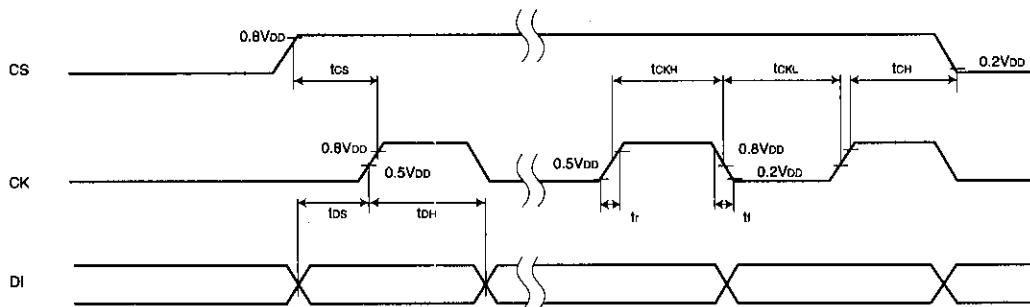 0.8VDD
CS
tCS
tCKH
tCKL
tCH
0.2VDD
0.8VDD
0.5VDD
0.5VDD
0.8VDD
0.2VDD
CK
tDS
tDH
tr
tf
DI